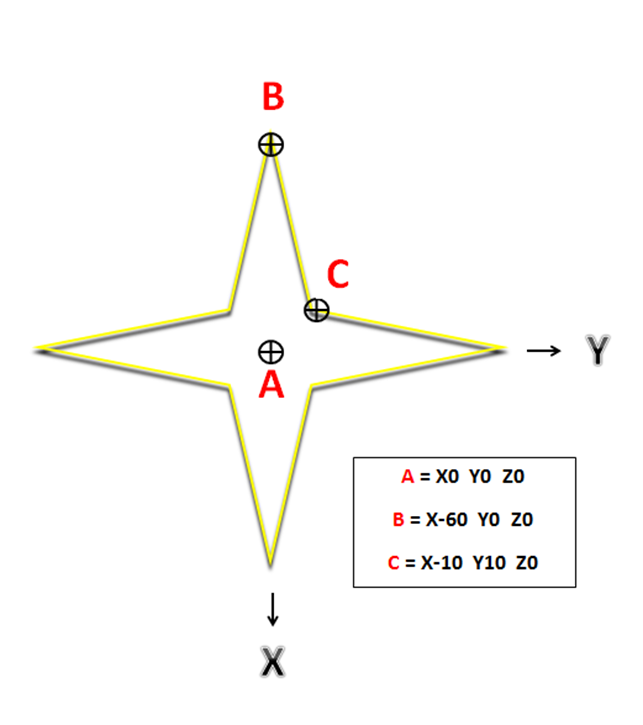 B
C
A
Y
A = X0 Y0 Z0
B = X-60 Y0 Z0
C = X-10 Y10 Z0
X